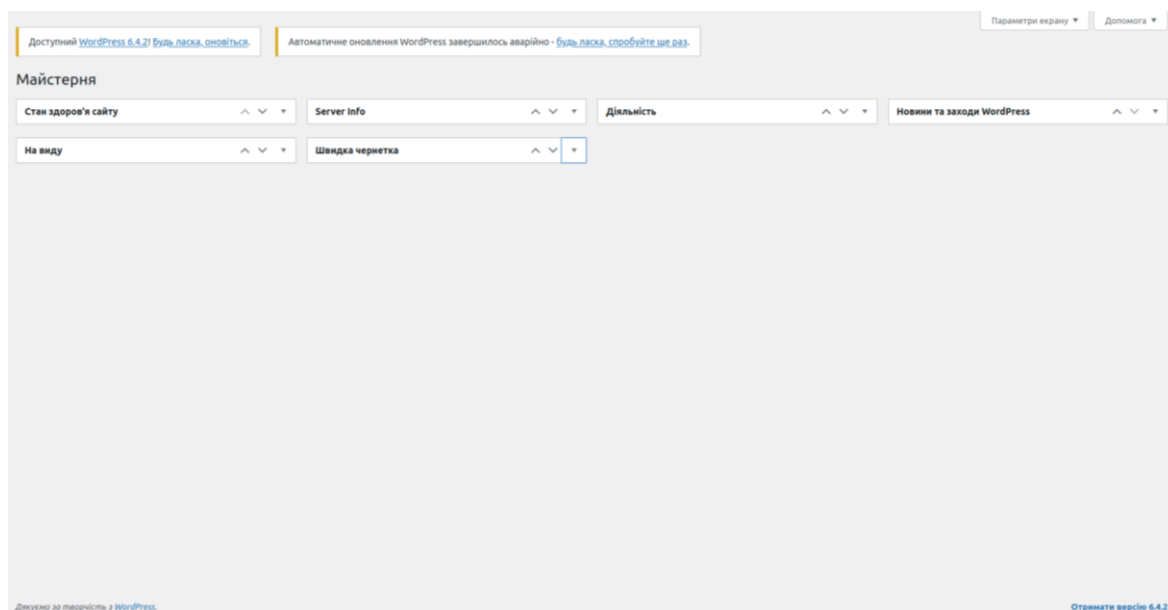 Параметри екрану ▼ Допомога ▼
Доступний WordPress 6.4.2! Будь ласка, оновіться. Автоматичне оновлення WordPress завершилось аварійно - будь ласка, спробуйте ще раз.
Майстерня
Стан здоров'я сайту Server Info Діяльність Новини та заходи WordPress
На виду Швидка чернетка
Дякуємо за творчість з WordPress. Отримати версію 6.4.2